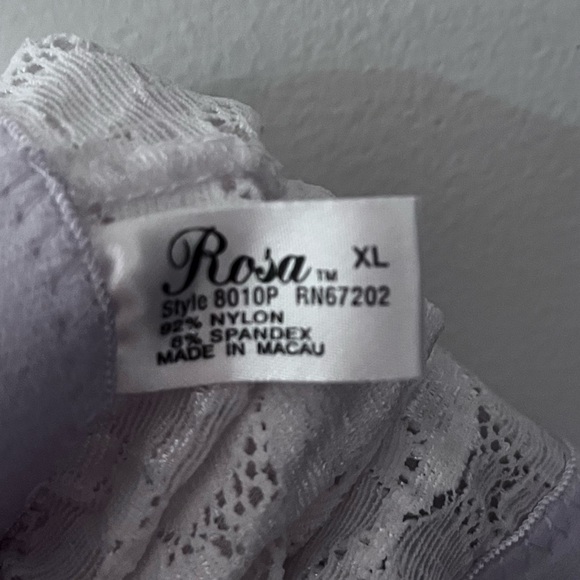 Rosa™ XL
Style 8010P RN67202
92% NYLON
8% SPANDEX
MADE IN MACAU